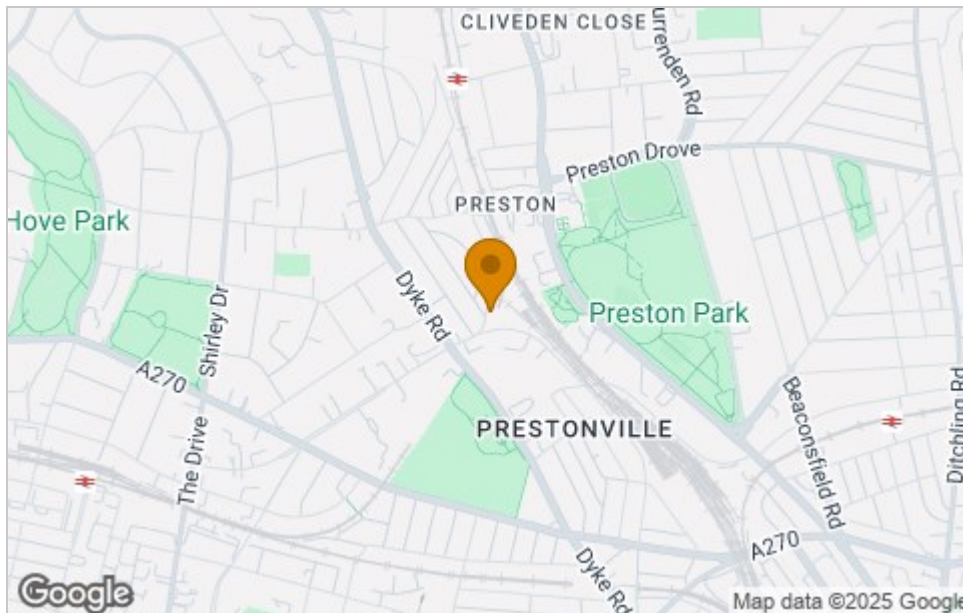 CLIVEDEN CLOSE
Surrenden Rd
Preston Drove
PRESTON
Hove Park
Shirley Dr
Dyke Rd
Preston Park
A270
The Drive
PRESTONVILLE
Beaconsfield Rd
Ditchling Rd
Dyke Rd
A270
Google
Map data ©2025 Google